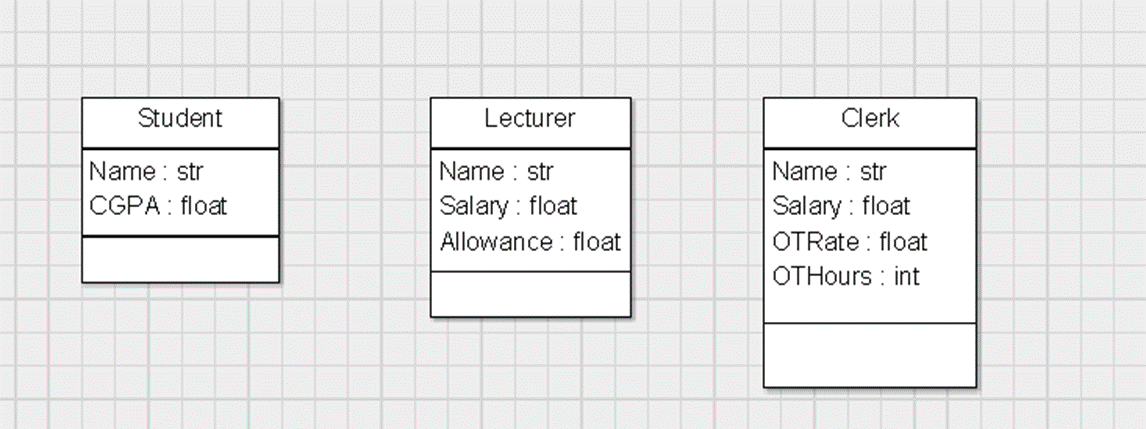 Student
Name : str
CGPA : float
Lecturer
Name : str
Salary : float
Allowance : float
Clerk
Name : str
Salary : float
OTRate : float
OTHours : int